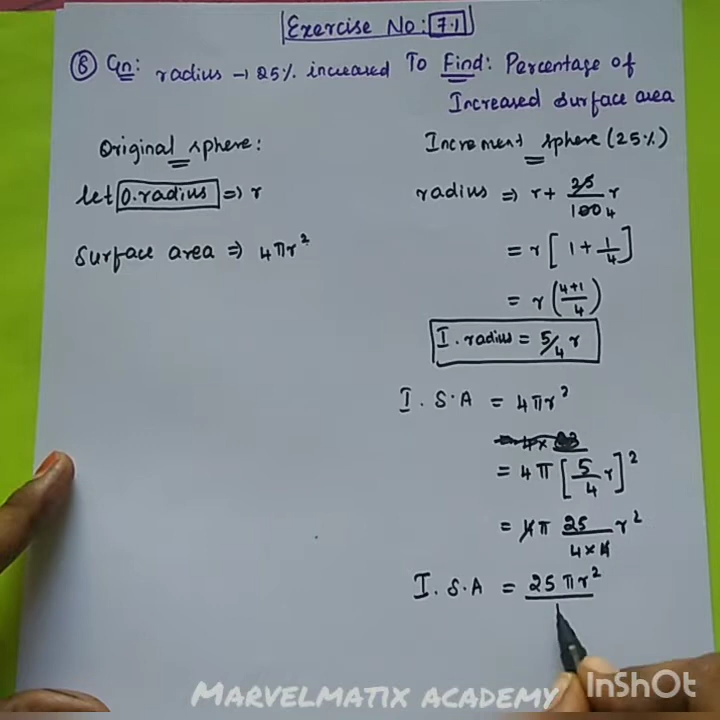 Exercise No: 7.1
⑧ Gn: radius → 25% increased To Find: Percentage of
Increased surface area
Original sphere:
let O.radius ⇒ r
Surface area ⇒ 4πr²
Increment sphere (25%)
radius ⇒ r + 25/100 4 r
= r [1 + 1/4]
= r (4+1/4)
I. radius = 5/4 r
I. S.A = 4πr²
= 4π [5/4 r]²
= 4π 25/4×4 r²
I. S.A = 25πr²
MARVELMATIX ACADEMY
InShOt